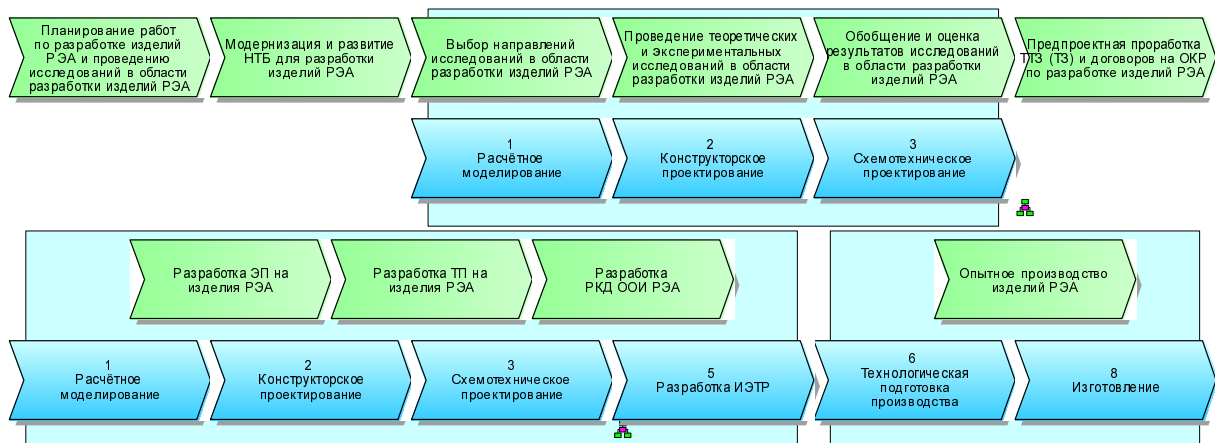 Планирование работ
по разработке изделий
РЭА и проведению
исследований в области
разработки изделий РЭА
Модернизация и развитие
НТБ для разработки
изделий РЭА
Выбор направлений
исследований в области
разработки изделий РЭА
Проведение теоретических
и экспериментальных
исследований в области
разработки изделий РЭА
Обобщение и оценка
результатов исследований
в области разработки
изделий РЭА
Предпроектная проработка
ТТЗ (ТЗ) и договоров на ОКР
по разработке изделий РЭА
1
Расчётное
моделирование
2
Конструкторское
проектирование
3
Схемотехническое
проектирование
Разработка ЭП на
изделия РЭА
Разработка ТП на
изделия РЭА
Разработка
РКД ООИ РЭА
Опытное производство
изделий РЭА
1
Расчётное
моделирование
2
Конструкторское
проектирование
3
Схемотехническое
проектирование
5
Разработка ИЭТР
6
Технологическая
подготовка
производства
8
Изготовление